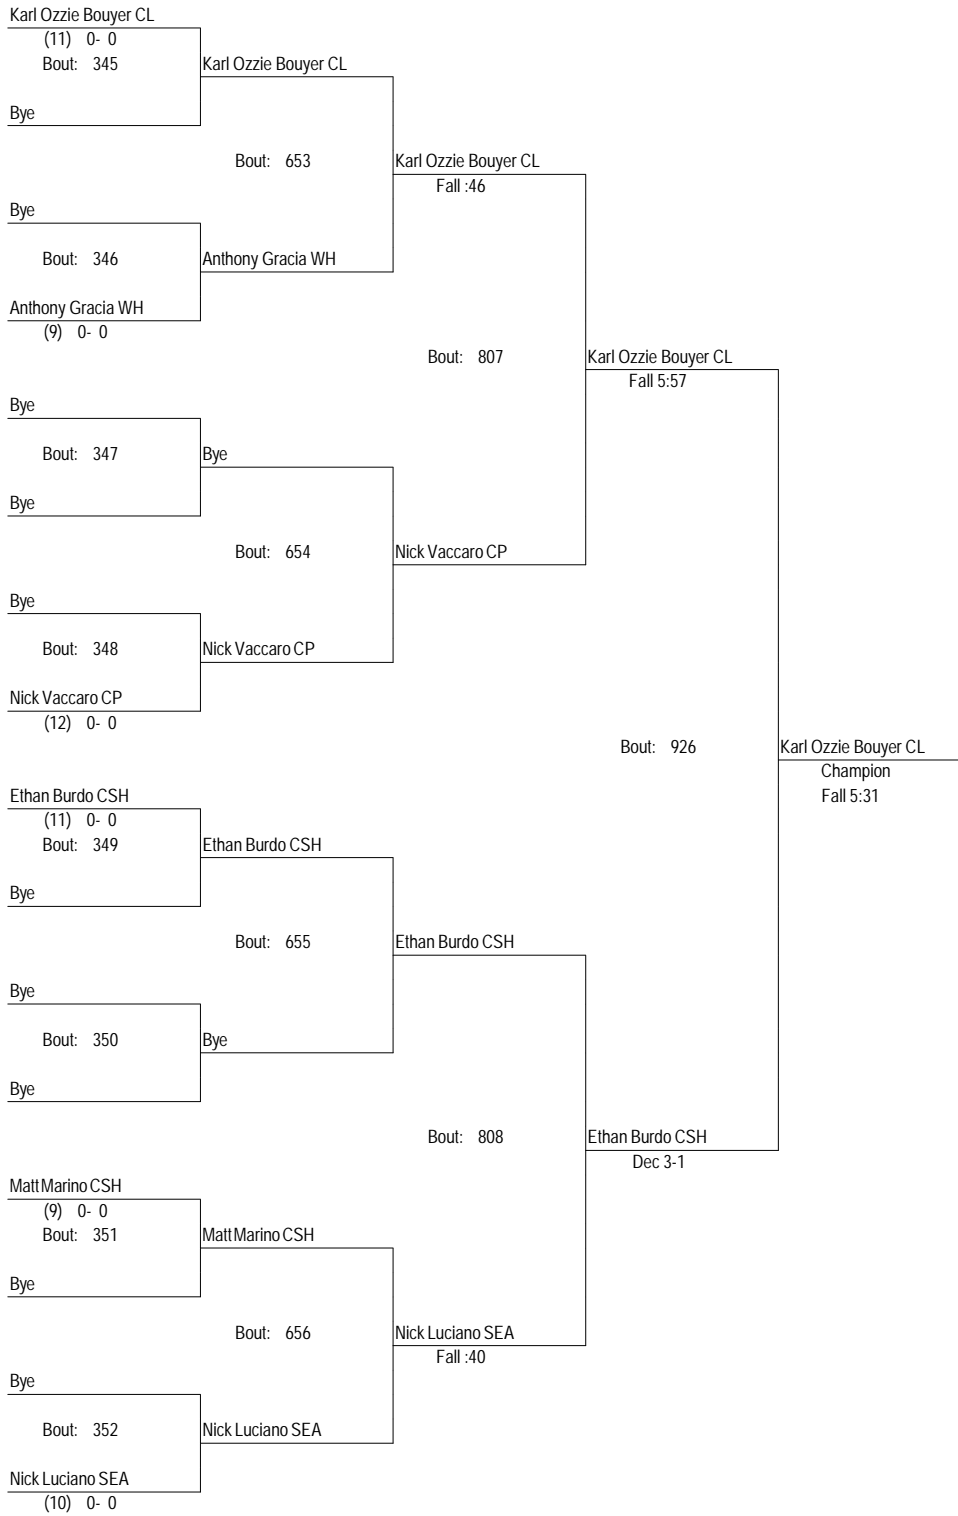 Karl Ozzie Bouyer CL
(11) 0- 0
Bout: 345
Karl Ozzie Bouyer CL
Bye
Bout: 653
Karl Ozzie Bouyer CL
Fall :46
Bye
Bout: 346
Anthony Gracia WH
Anthony Gracia WH
(9) 0- 0
Bout: 807
Karl Ozzie Bouyer CL
Fall 5:57
Bye
Bout: 347
Bye
Bye
Bout: 654
Nick Vaccaro CP
Bye
Bout: 348
Nick Vaccaro CP
Nick Vaccaro CP
(12) 0- 0
Bout: 926
Karl Ozzie Bouyer CL
Champion
Fall 5:31
Ethan Burdo CSH
(11) 0- 0
Bout: 349
Ethan Burdo CSH
Bye
Bout: 655
Ethan Burdo CSH
Bye
Bout: 350
Bye
Bye
Bout: 808
Ethan Burdo CSH
Dec 3-1
Matt Marino CSH
(9) 0- 0
Bout: 351
Matt Marino CSH
Bye
Bout: 656
Nick Luciano SEA
Fall :40
Bye
Bout: 352
Nick Luciano SEA
Nick Luciano SEA
(10) 0- 0